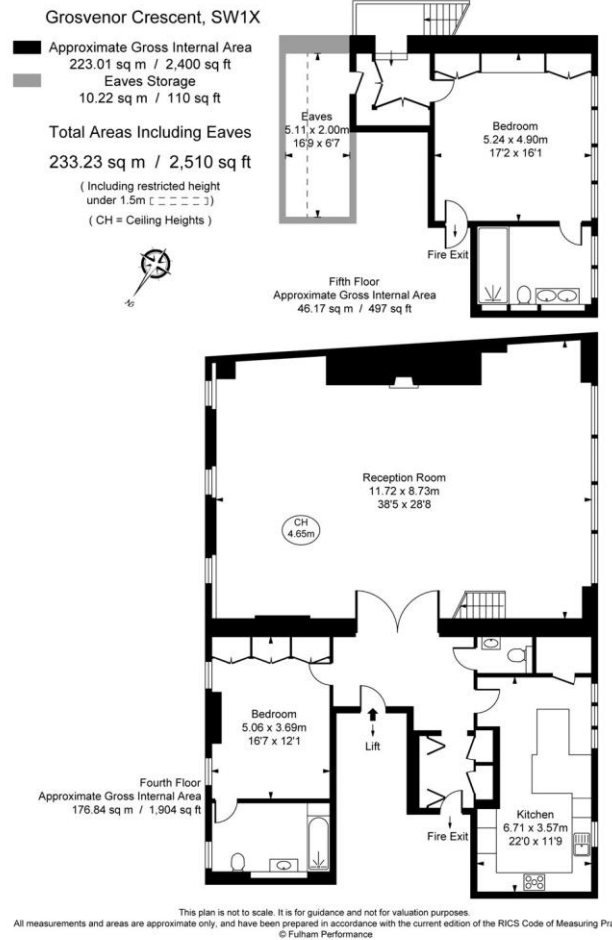 Grosvenor Crescent, SW1X
Approximate Gross Internal Area
223.01 sq m / 2,400 sq ft
Eaves Storage
10.22 sq m / 110 sq ft
Total Areas Including Eaves
233.23 sq m / 2,510 sq ft
( Including restricted height
under 1.5m )
( CH = Ceiling Heights )
N
Eaves
5.11 x 2.00m
16'9 x 6'7
Bedroom
5.24 x 4.90m
17'2 x 16'1
Fire Exit
Fifth Floor
Approximate Gross Internal Area
46.17 sq m / 497 sq ft
Reception Room
11.72 x 8.73m
38'5 x 28'8
CH
4.65m
Bedroom
5.06 x 3.69m
16'7 x 12'1
Lift
Fourth Floor
Approximate Gross Internal Area
176.84 sq m / 1,904 sq ft
Fire Exit
Kitchen
6.71 x 3.57m
22'0 x 11'9
This plan is not to scale. It is for guidance and not for valuation purposes.
All measurements and areas are approximate only, and have been prepared in accordance with the current edition of the RICS Code of Measuring Pra
© Fulham Performance